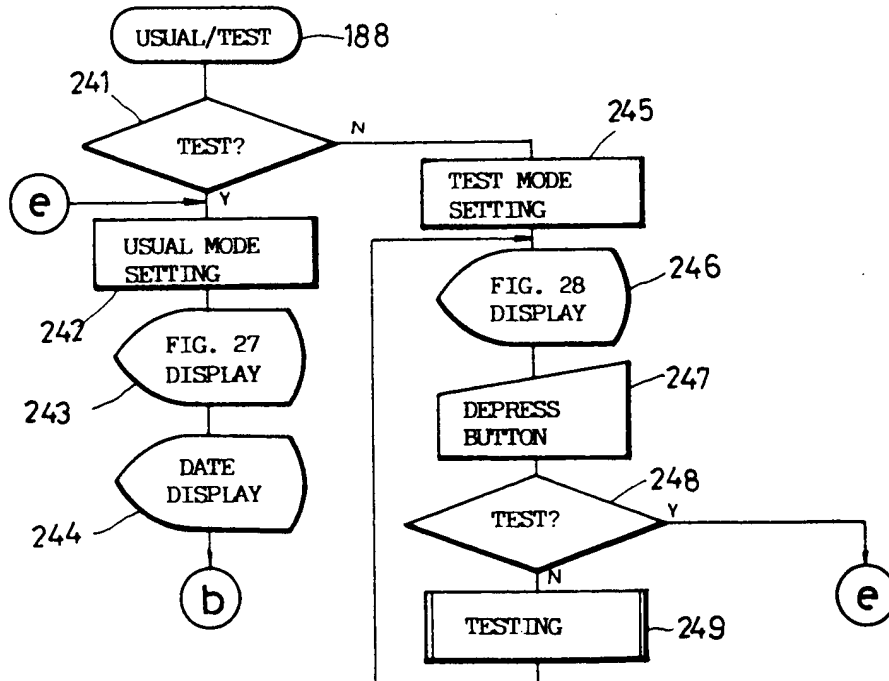 USUAL/TEST
188
241
TEST?
N
Y
e
USUAL MODE
SETTING
242
FIG. 27
DISPLAY
243
DATE
DISPLAY
244
b
245
TEST MODE
SETTING
FIG. 28
DISPLAY
246
DEPRESS
BUTTON
247
TEST?
248
Y
N
e
TESTING
249